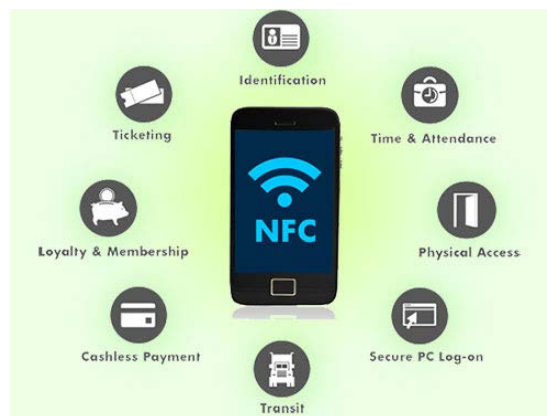 Identification
Ticketing
Time & Attendance
NFC
Loyalty & Membership
Physical Access
Cashless Payment
Secure PC Log-on
Transit